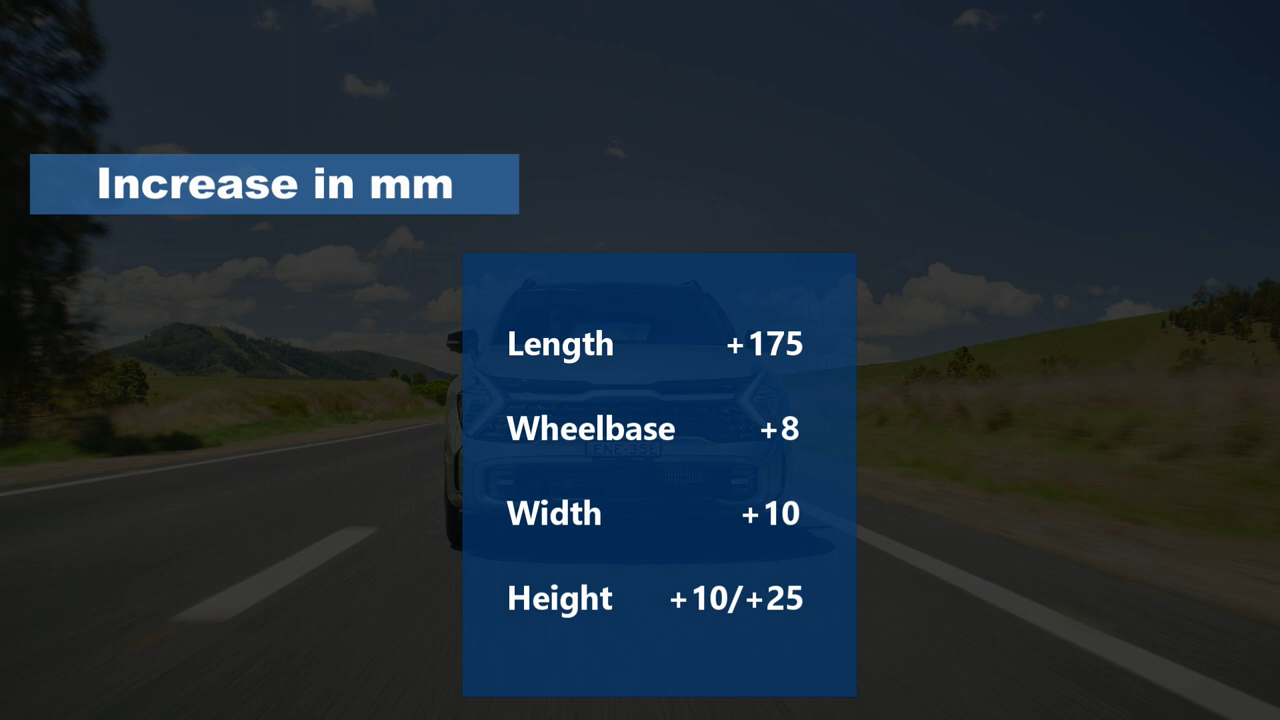 Increase in mm
Length +175
Wheelbase +8
Width +10
Height +10/+25